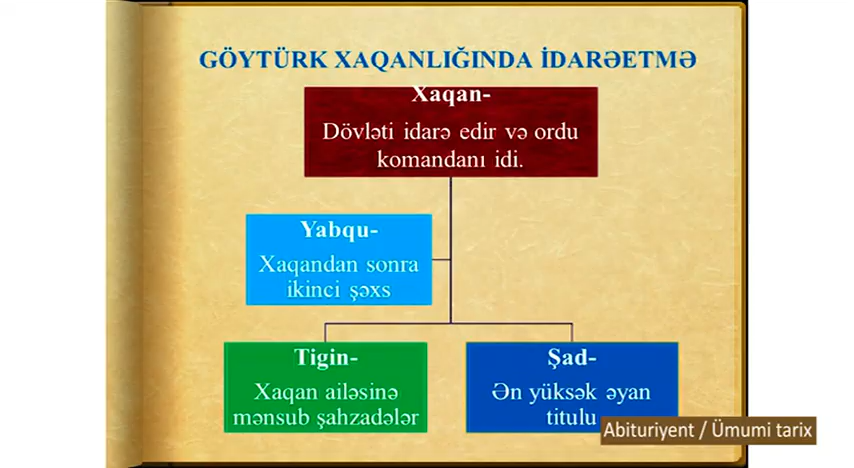 GÖYTÜRK XAQANLIĞINDA İDARƏETMƏ
Xaqan-
Dövləti idarə edir və ordu
komandanı idi.
Yabqu-
Xaqandan sonra
ikinci şəxs
Tigin-
Xaqan ailəsinə
mənsub şahzadələr
Şad-
Ən yüksək əyan
titulu
Abituriyent / Ümumi tarix